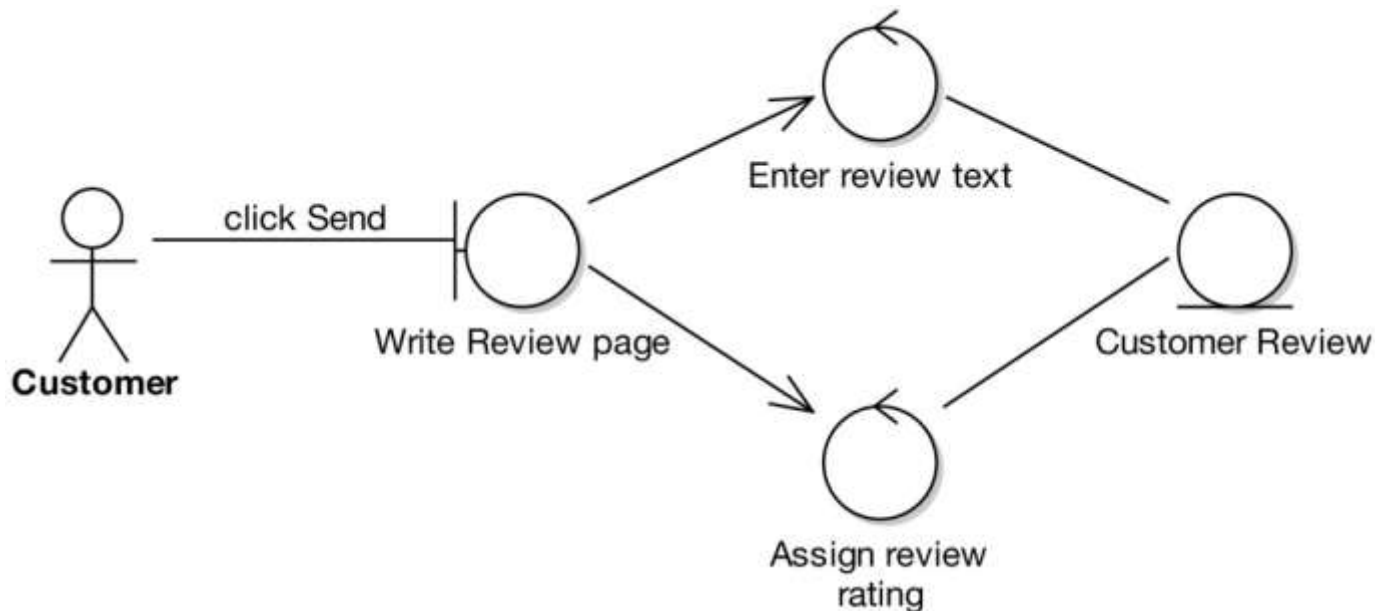 Enter review text
click Send
Write Review page
Customer Review
Customer
Assign review
rating